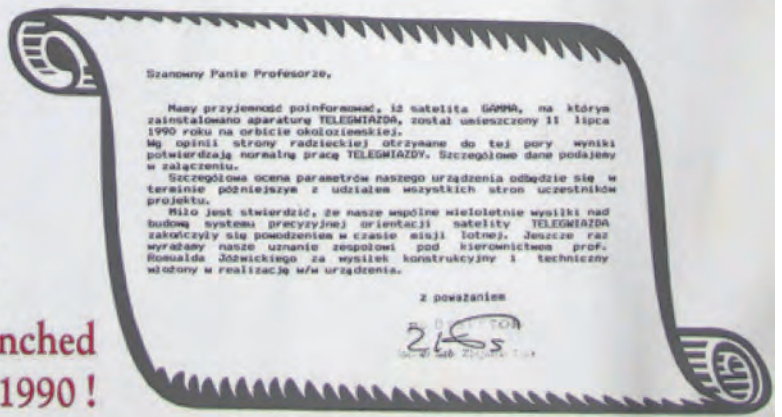 Szanowny Panie Profesorze,
Mamy przyjemność poinformować, iż satelita GAMMA, na którym
zainstalowano aparaturę TELEGWIAZDA, został umieszczony 11 lipca
1990 roku na orbicie okołoziemskiej.
Wg opinii strony radzieckiej otrzymane do tej pory wyniki
potwierdzają normalną pracę TELEGWIAZDY. Szczegółowe dane podajemy
w załączeniu.
Szczegółowa ocena parametrów naszego urządzenia odbędzie się w
terminie późniejszym z udziałem wszystkich stron uczestników
projektu.
Miło jest stwierdzić, że nasze wspólne wieloletnie wysiłki nad
budową systemu precyzyjnej orientacji satelity TELEGWIAZDA
zakończyły się powodzeniem w czasie misji lotnej. Jeszcze raz
wyrażamy nasze uznanie zespołowi pod kierownictwem prof.
Romualda Jóźwickiego za wysiłek konstrukcyjny i techniczny
włożony w realizację w/w urządzenia.
z poważaniem
nched
1990 !